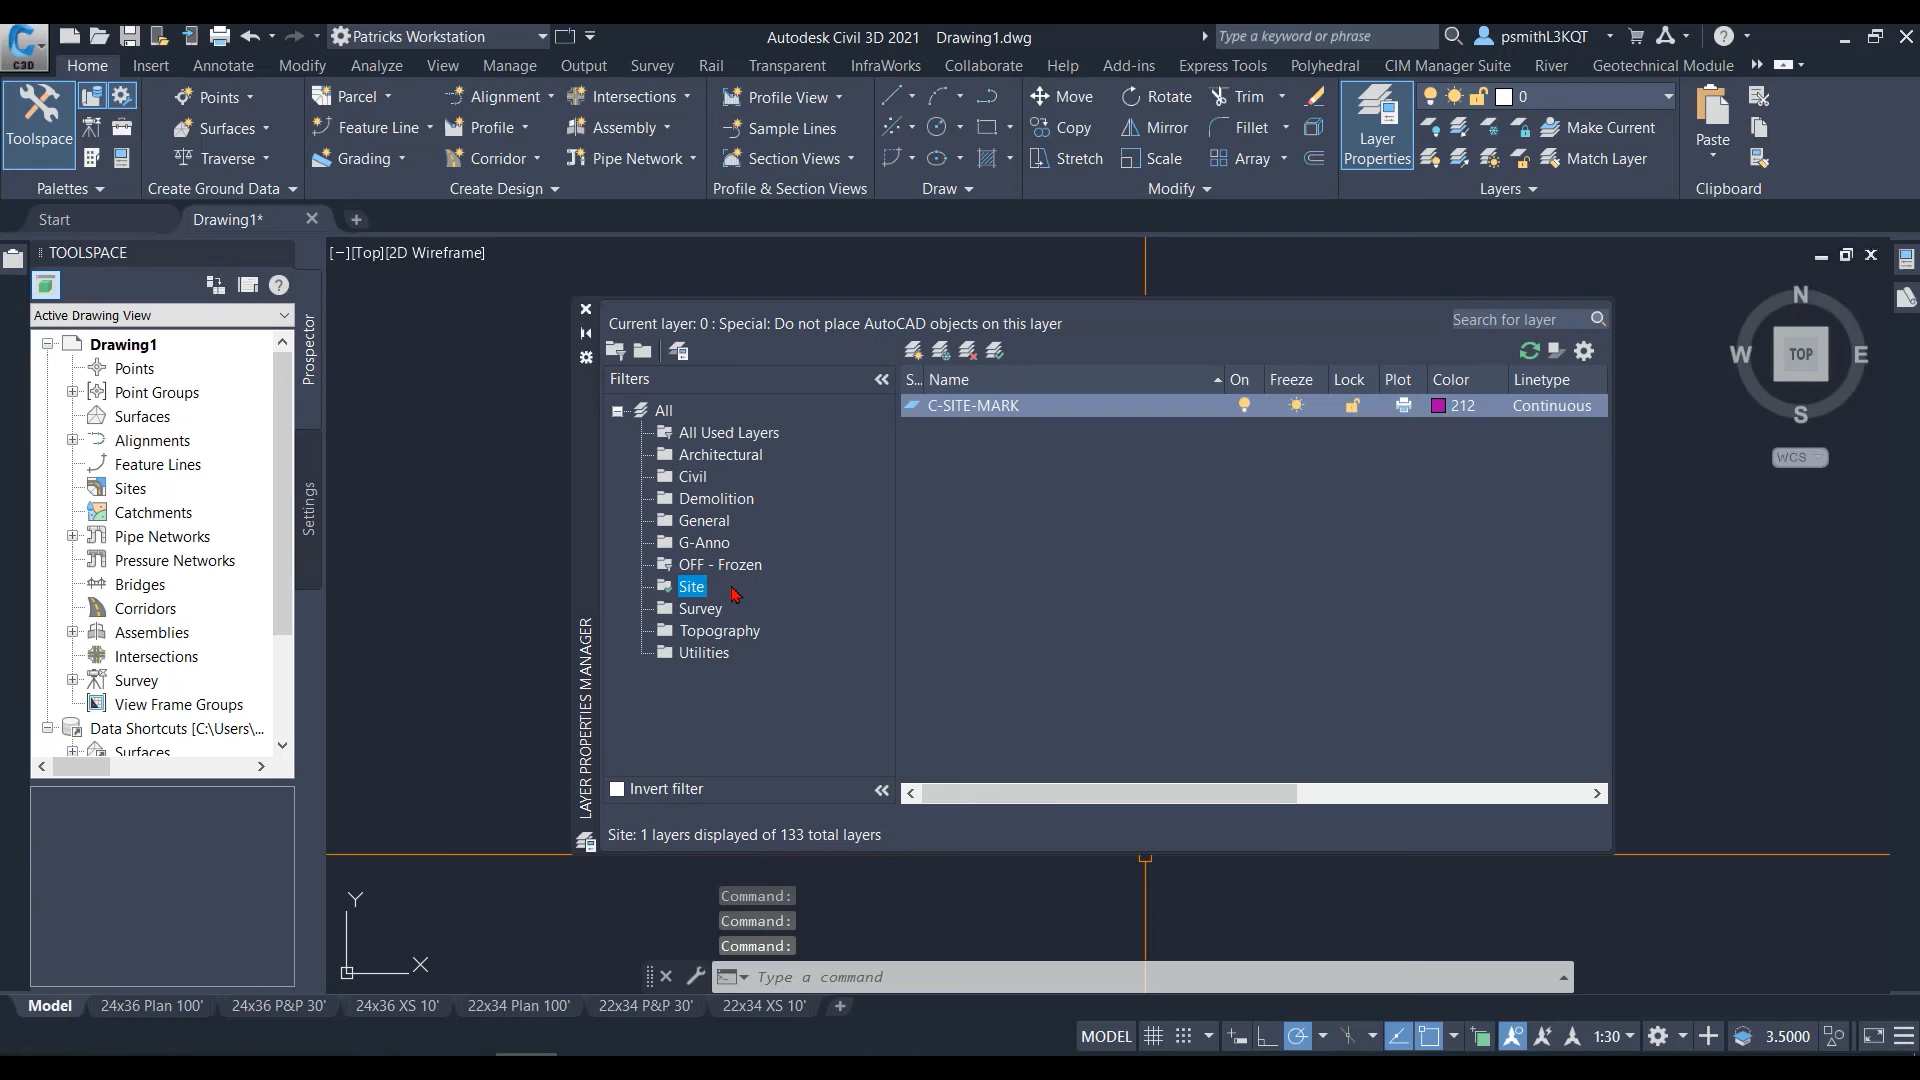 Patricks Workstation
Autodesk Civil 3D 2021 Drawing1.dwg
Type a keyword or phrase
psmithL3KQT
C3D
Home Insert Annotate Modify Analyze View Manage Output Survey Rail Transparent InfraWorks Collaborate Help Add-ins Express Tools Polyhedral CIM Manager Suite River Geotechnical Module
Toolspace
Palettes
Points
Surfaces
Traverse
Create Ground Data
Parcel
Alignment
Intersections
Feature Line
Profile
Assembly
Grading
Corridor
Pipe Network
Create Design
Profile View
Sample Lines
Section Views
Profile & Section Views
Draw
Move Rotate Trim
Copy Mirror Fillet
Stretch Scale Array
Modify
Layer
Properties
0
Make Current
Match Layer
Layers
Paste
Clipboard
Start Drawing1*
TOOLSPACE
Active Drawing View
Drawing1
Points
Point Groups
Surfaces
Alignments
Feature Lines
Sites
Catchments
Pipe Networks
Pressure Networks
Bridges
Corridors
Assemblies
Intersections
Survey
View Frame Groups
Data Shortcuts [C:\Users\...
Surfaces
Prospector
Settings
[−][Top][2D Wireframe]
LAYER PROPERTIES MANAGER
Current layer: 0 : Special: Do not place AutoCAD objects on this layer
Search for layer
Filters
All
All Used Layers
Architectural
Civil
Demolition
General
G-Anno
OFF - Frozen
Site
Survey
Topography
Utilities
Invert filter
S... Name On Freeze Lock Plot Color Linetype
C-SITE-MARK 212 Continuous
Site: 1 layers displayed of 133 total layers
N
W TOP E
S
WCS
Y
X
Command:
Command:
Command:
Type a command
Model 24x36 Plan 100' 24x36 P&P 30' 24x36 XS 10' 22x34 Plan 100' 22x34 P&P 30' 22x34 XS 10'
MODEL 1:30 3.5000